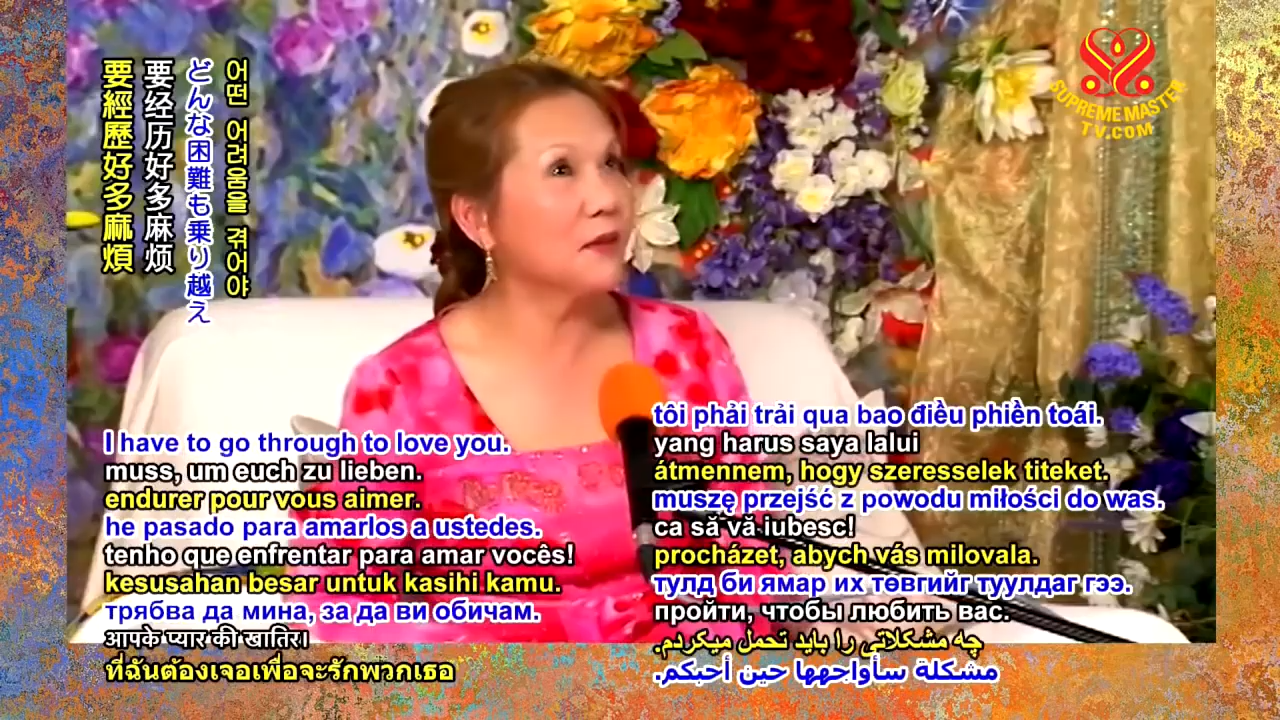 SUPREME MASTER
TV.COM
어떤 어려움을 겪어야
どんな困難も乗り越え
要经历好多麻烦
要經歷好多麻煩
I have to go through to love you.
muss, um euch zu lieben.
endurer pour vous aimer.
he pasado para amarlos a ustedes.
tenho que enfrentar para amar vocês!
kesusahan besar untuk kasihi kamu.
трябва да мина, за да ви обичам.
आपके प्यार की खातिर।
ที่ฉันต้องเจอเพื่อจะรักพวกเธอ
tôi phải trải qua bao điều phiền toái.
yang harus saya lalui
átmennem, hogy szeresselek titeket.
muszę przejść z powodu miłości do was.
ca să vă iubesc!
procházet, abych vás milovala.
тулд би ямар их төвгийг туулдаг гээ.
пройти, чтобы любить вас.
چه مشکلاتی را باید تحمل میکردم.
مشكلة سأواجهها حين أحبكم.